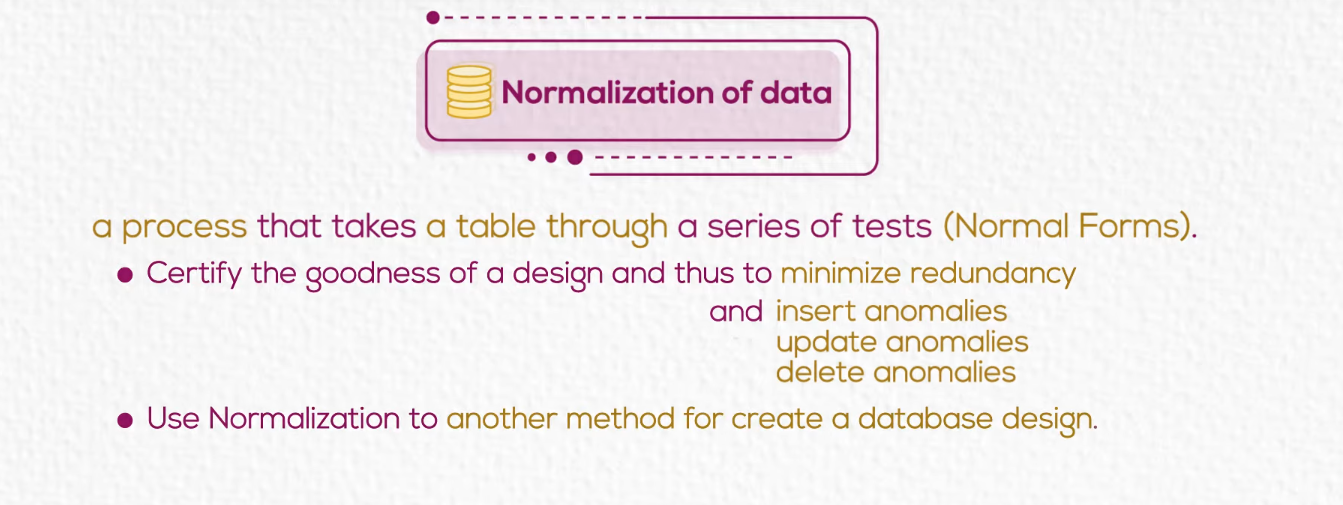 Normalization of data
a process that takes a table through a series of tests (Normal Forms).
● Certify the goodness of a design and thus to minimize redundancy
and insert anomalies
update anomalies
delete anomalies
● Use Normalization to another method for create a database design.